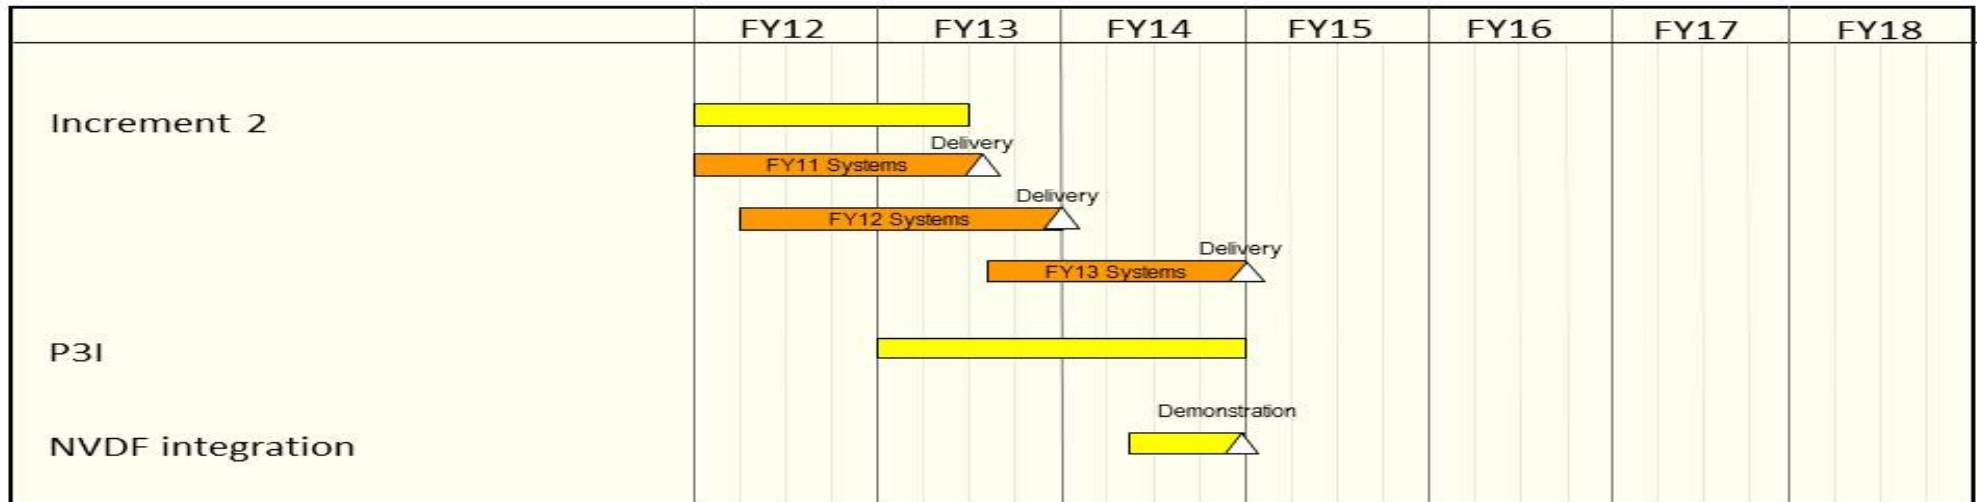 FY12 FY13 FY14 FY15 FY16 FY17 FY18
Increment 2
Delivery
FY11 Systems
Delivery
FY12 Systems
Delivery
FY13 Systems
P3I
Demonstration
NVDF integration